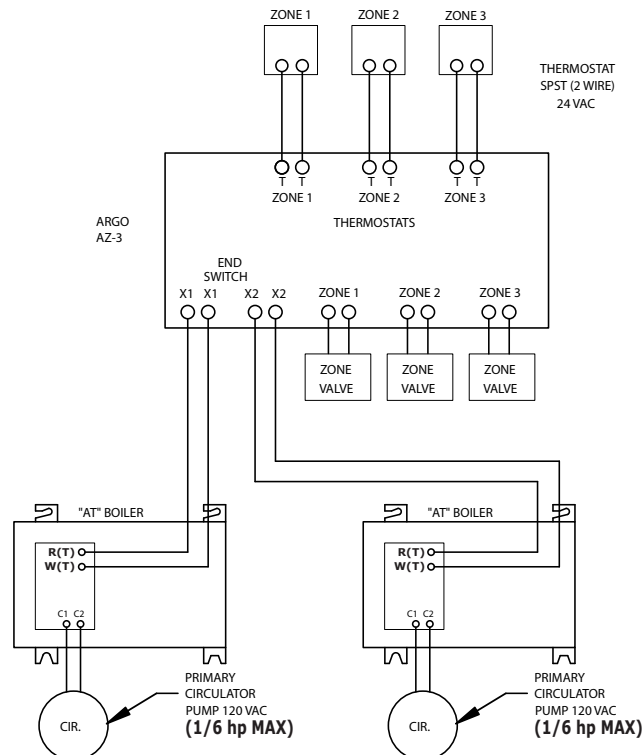 ZONE 1
ZONE 2
ZONE 3
THERMOSTAT
SPST (2 WIRE)
24 VAC
T T
T T
T T
ZONE 1
ZONE 2
ZONE 3
THERMOSTATS
ARGO
AZ-3
END
SWITCH
X1 X1 X2 X2
ZONE 1
ZONE 2
ZONE 3
ZONE
VALVE
ZONE
VALVE
ZONE
VALVE
"AT" BOILER
R(T)
W(T)
C1 C2
CIR.
PRIMARY
CIRCULATOR
PUMP 120 VAC
(1/6 hp MAX)
"AT" BOILER
R(T)
W(T)
C1 C2
CIR.
PRIMARY
CIRCULATOR
PUMP 120 VAC
(1/6 hp MAX)